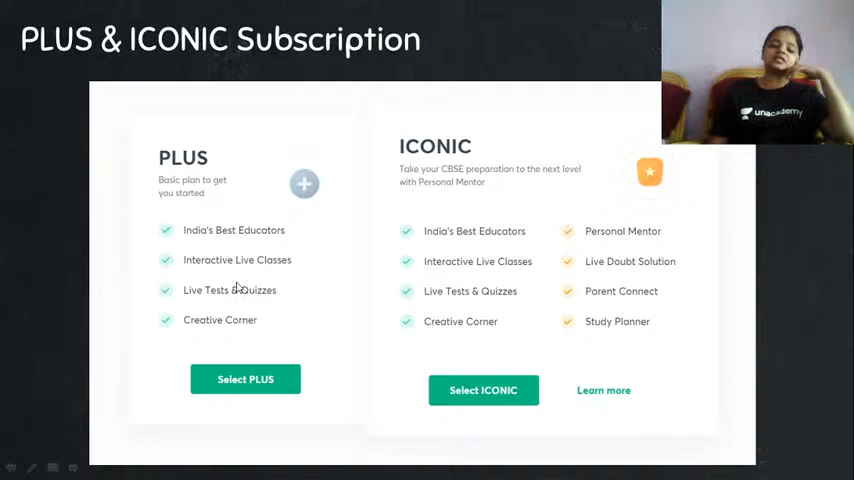 PLUS & ICONIC Subscription
unacademy
PLUS
Basic plan to get
you started
India's Best Educators
Interactive Live Classes
Live Tests & Quizzes
Creative Corner
Select PLUS
ICONIC
Take your CBSE preparation to the next level
with Personal Mentor
India's Best Educators
Interactive Live Classes
Live Tests & Quizzes
Creative Corner
Personal Mentor
Live Doubt Solution
Parent Connect
Study Planner
Select ICONIC
Learn more